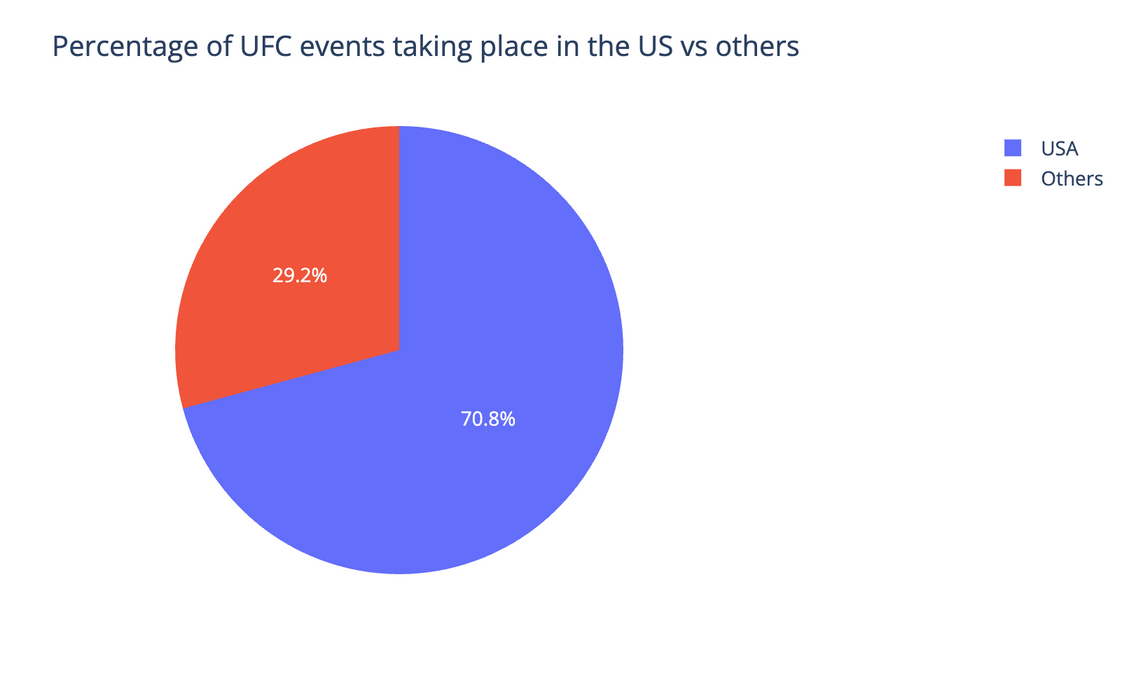 Percentage of UFC events taking place in the US vs others
USA
Others
29.2%
70.8%